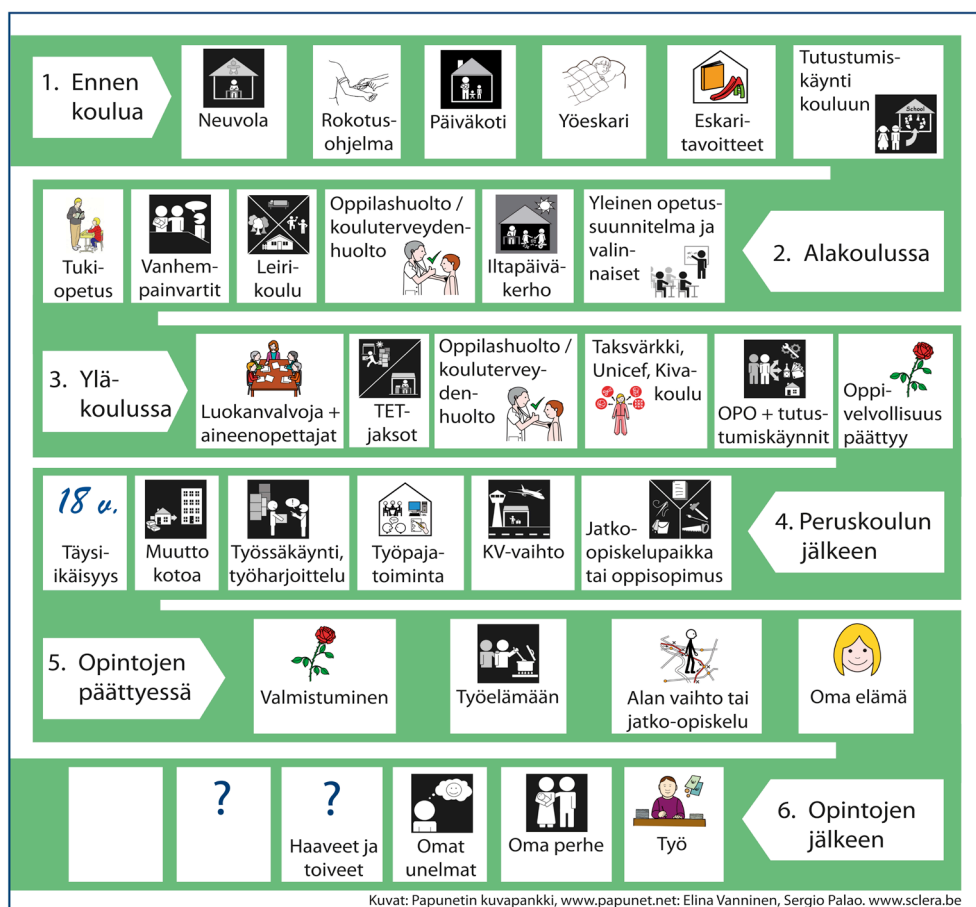 1. Ennen
koulua
Neuvola
Rokotus-
ohjelma
Päiväkoti
Yöeskari
Eskari-
tavoitteet
Tutustumis-
käynti
kouluun
School
2. Alakoulussa
Yleinen opetus-
suunnitelma ja
valin-
naiset
Iltapäivä-
kerho
Oppilashuolto /
kouluterveyden-
huolto
Leiri-
koulu
Vanhem-
painvartit
Tuki-
opetus
3. Ylä-
koulussa
Luokanvalvoja +
aineenopettajat
TET-
jaksot
Oppilashuolto /
koulutervey-
den-
huolto
Taksvärkki,
Unicef, Kiva-
koulu
OPO + tutus-
tumiskäynnit
Oppi-
velvollisuus
päättyy
4. Peruskoulun
jälkeen
Jatko-
opiskelupaikka
tai oppisopimus
KV-vaihto
Työpaja-
toiminta
Työssäkäynti,
työharjoittelu
Muutto
kotoa
18 v.
Täysi-
ikäisyys
5. Opintojen
päättyessä
Valmistuminen
Työelämään
Alan vaihto tai
jatko-opiskelu
Oma elämä
6. Opintojen
jälkeen
Työ
Oma perhe
Omat
unelmat
?
Haaveet ja
toiveet
?
Kuvat: Papunetin kuvapankki, www.papunet.net: Elina Vanninen, Sergio Palao. www.sclera.be